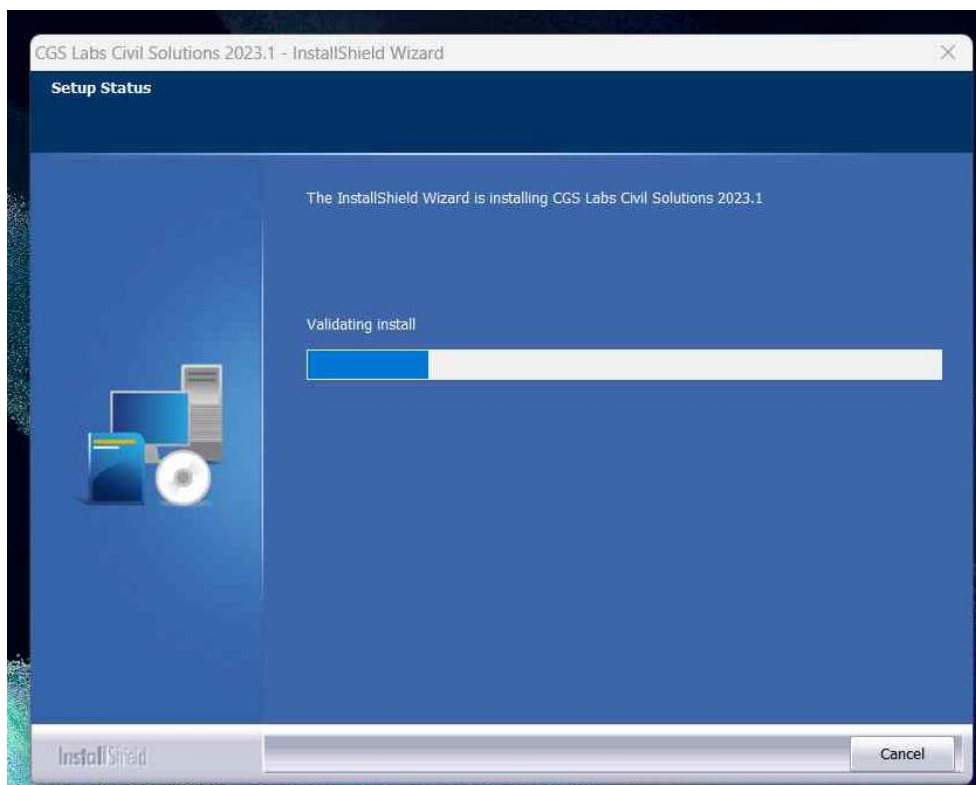 CGS Labs Civil Solutions 2023.1 - InstallShield Wizard
Setup Status
The InstallShield Wizard is installing CGS Labs Civil Solutions 2023.1
Validating install
InstallShield
Cancel